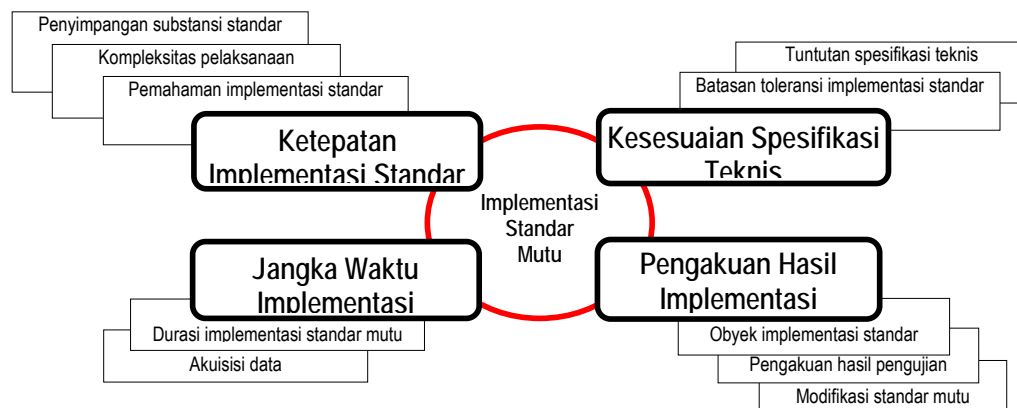 Penyimpangan substansi standar
Kompleksitas pelaksanaan
Pemahaman implementasi standar
Ketepatan
Implementasi Standar
Tuntutan spesifikasi teknis
Batasan toleransi implementasi standar
Kesesuaian Spesifikasi
Teknis
Implementasi
Standar
Mutu
Jangka Waktu
Implementasi
Durasi implementasi standar mutu
Akuisisi data
Pengakuan Hasil
Implementasi
Obyek implementasi standar
Pengakuan hasil pengujian
Modifikasi standar mutu